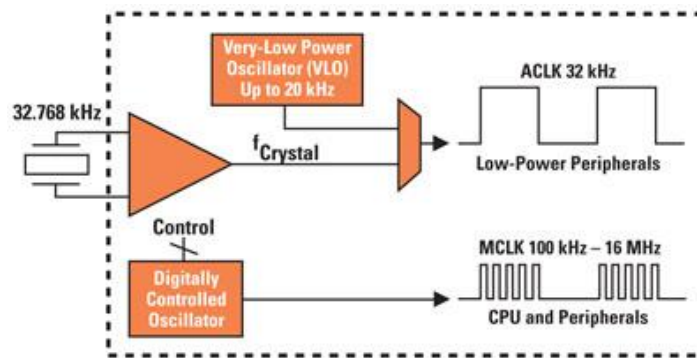 Very-Low Power
Oscillator (VLO)
Up to 20 kHz
ACLK 32 kHz
32.768 kHz
fCrystal
Low-Power Peripherals
Control
MCLK 100 kHz – 16 MHz
Digitally
Controlled
Oscillator
CPU and Peripherals